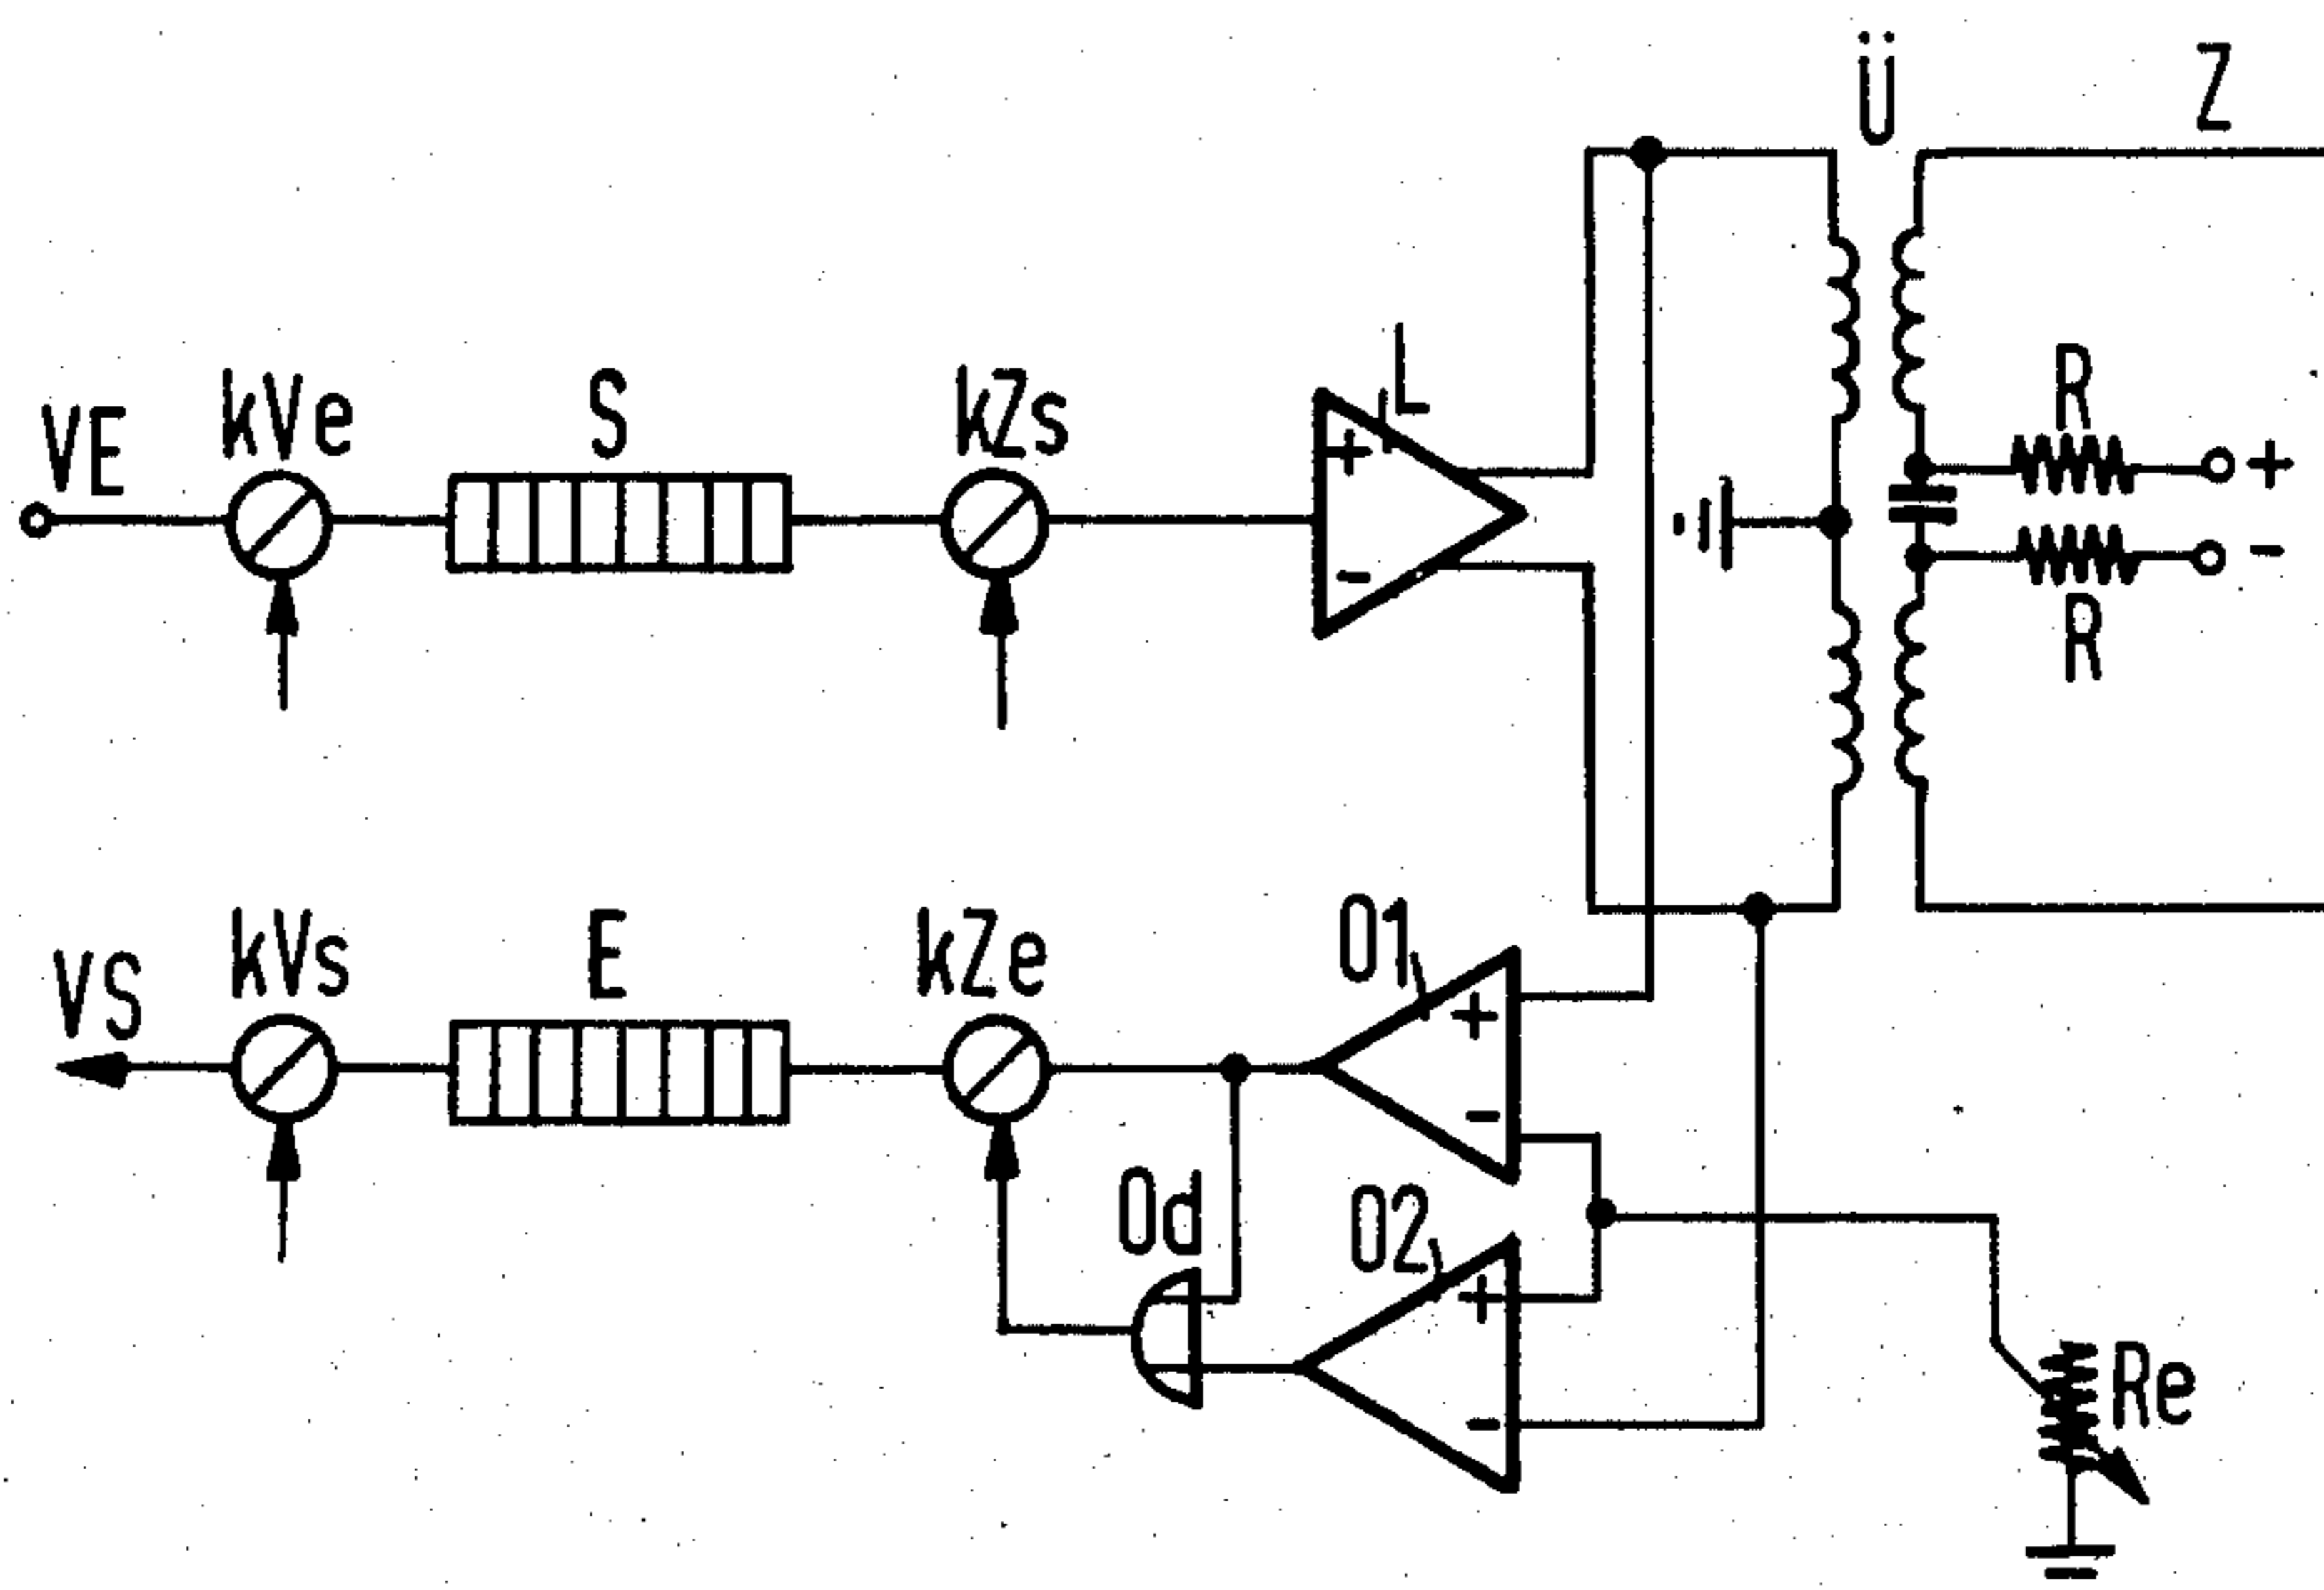 Ü
Z
L
R
+
kVe
S
kZs
VE
+
-
-
R
O1
kVs
E
kZe
VS
+
-
Od
O2
+
Re
-